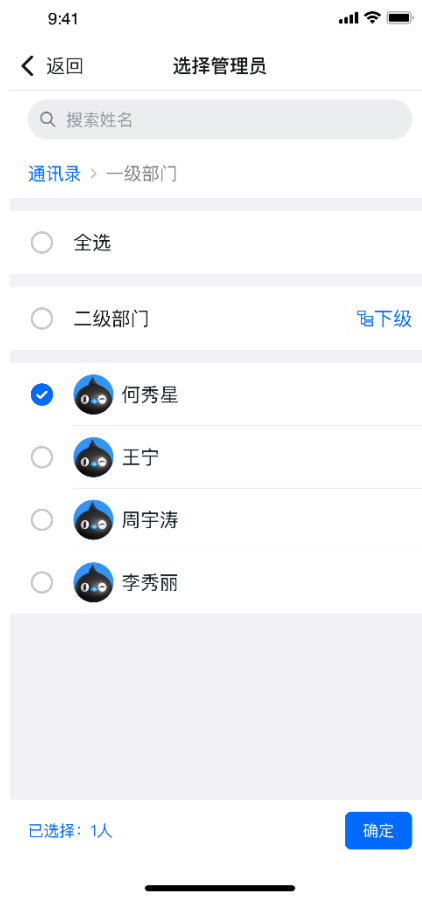 9:41
返回 选择管理员
搜索姓名
通讯录 > 一级部门
全选
二级部门 下级
何秀星
王宁
周宇涛
李秀丽
已选择：1人 确定